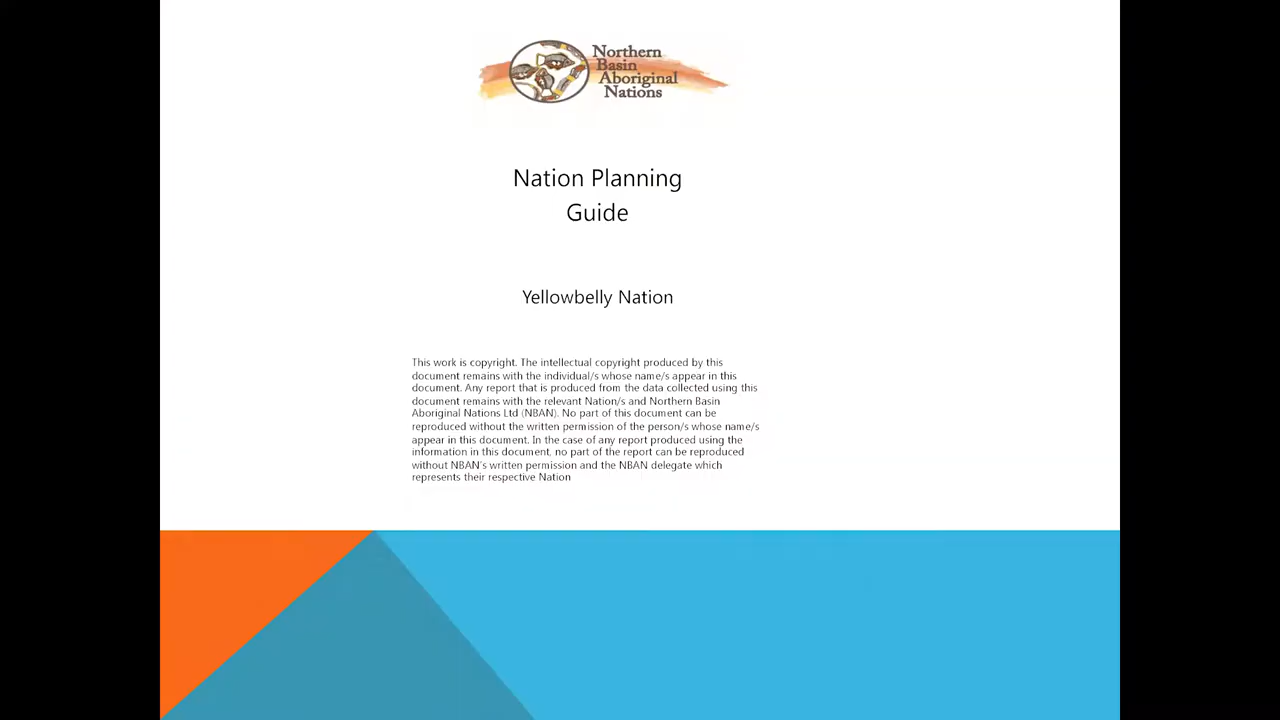 Northern
Basin
Aboriginal
Nations
Nation Planning
Guide
Yellowbelly Nation
This work is copyright. The intellectual copyright produced by this
document remains with the individual/s whose name/s appear in this
document. Any report that is produced from the data collected using this
document remains with the relevant Nation/s and Northern Basin
Aboriginal Nations Ltd (NBAN). No part of this document can be
reproduced without the written permission of the person/s whose name/s
appear in this document. In the case of any report produced using the
information in this document, no part of the report can be reproduced
without NBAN's written permission and the NBAN delegate which
represents their respective Nation